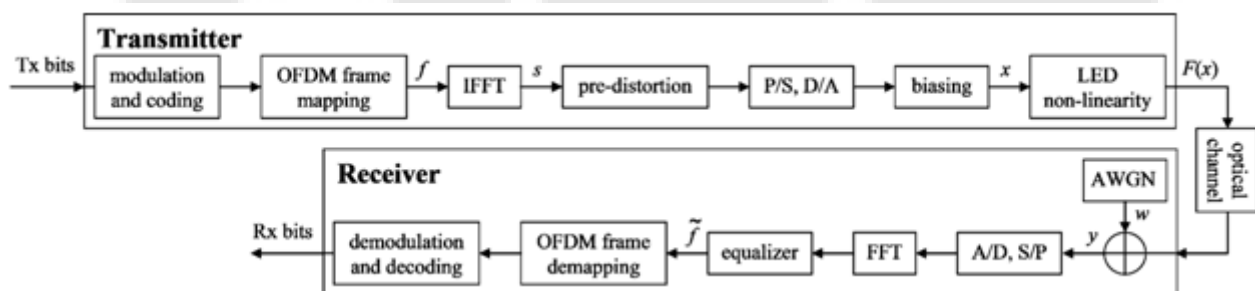 Transmitter
Tx bits
modulation
and coding
OFDM frame
mapping
f
IFFT
s
pre-distortion
P/S, D/A
biasing
x
LED
non-linearity
F(x)
optical
channel
Receiver
AWGN
w
y
A/D, S/P
FFT
equalizer
f̃
OFDM frame
demapping
demodulation
and decoding
Rx bits